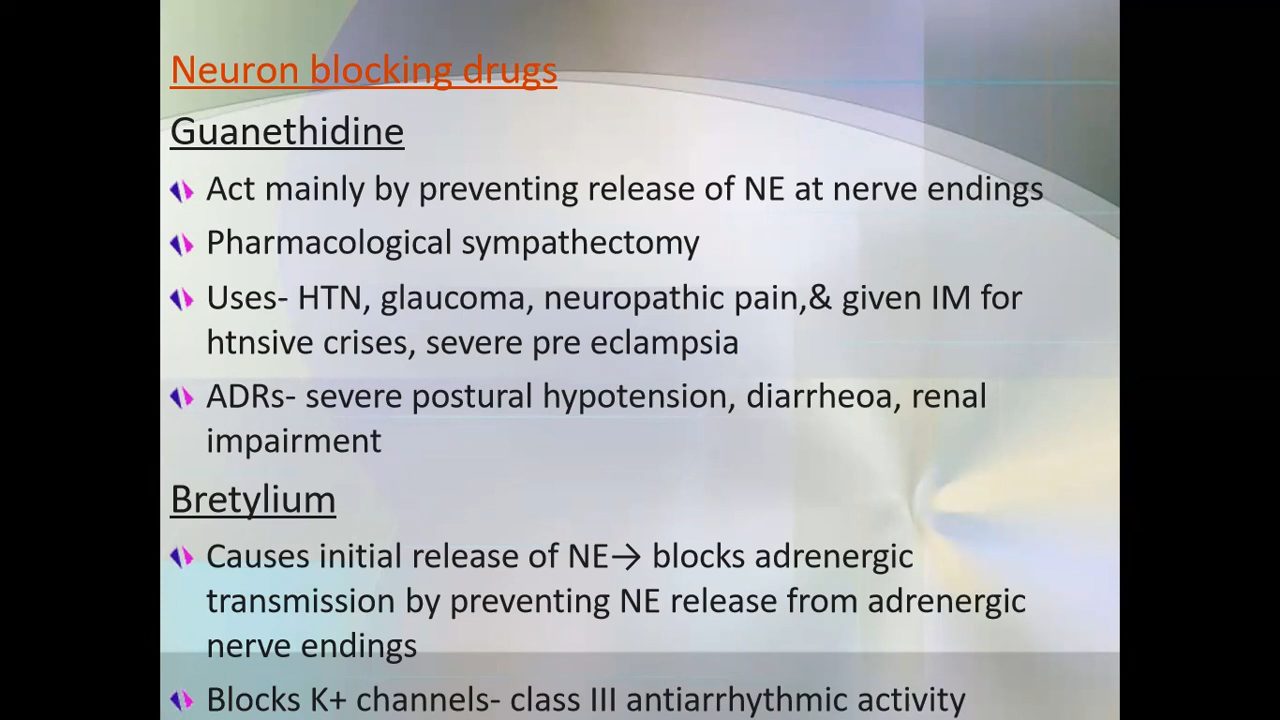 Neuron blocking drugs
Guanethidine
Act mainly by preventing release of NE at nerve endings
Pharmacological sympathectomy
Uses- HTN, glaucoma, neuropathic pain,& given IM for
htnsive crises, severe pre eclampsia
ADRs- severe postural hypotension, diarrheoa, renal
impairment
Bretylium
Causes initial release of NE→ blocks adrenergic
transmission by preventing NE release from adrenergic
nerve endings
Blocks K+ channels- class III antiarrhythmic activity